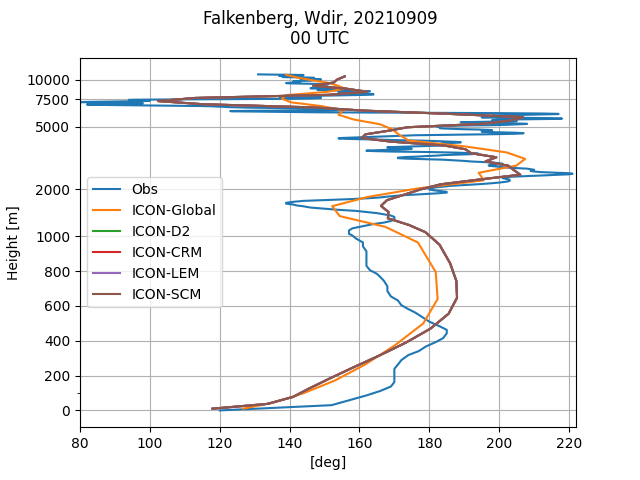 Falkenberg, Wdir, 20210909
00 UTC
Height [m]
10000
7500
5000
2000
1000
800
600
400
200
0
Obs
ICON-Global
ICON-D2
ICON-CRM
ICON-LEM
ICON-SCM
80 100 120 140 160 180 200 220
[deg]